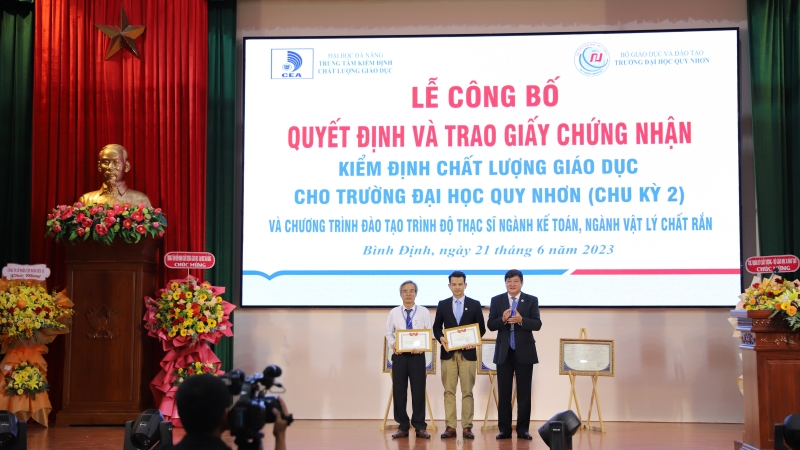 ĐẠI HỌC ĐÀ NẴNG
TRUNG TÂM KIỂM ĐỊNH
CHẤT LƯỢNG GIÁO DỤC
CEA
BỘ GIÁO DỤC VÀ ĐÀO TẠO
TRƯỜNG ĐẠI HỌC QUY NHƠN
LỄ CÔNG BỐ
QUYẾT ĐỊNH VÀ TRAO GIẤY CHỨNG NHẬN
KIỂM ĐỊNH CHẤT LƯỢNG GIÁO DỤC
CHO TRƯỜNG ĐẠI HỌC QUY NHƠN (CHU KỲ 2)
VÀ CHƯƠNG TRÌNH ĐÀO TẠO TRÌNH ĐỘ THẠC SĨ NGÀNH KẾ TOÁN, NGÀNH VẬT LÝ CHẤT RẮN
Bình Định, ngày 21 tháng 6 năm 2023
CHÚC MỪNG
Chúc Mừng
CHÚC MỪNG